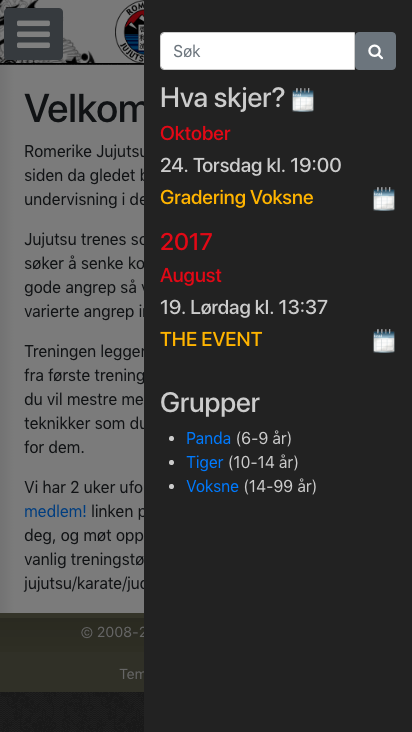 ROME
JUJUTS
Søk
Hva skjer?
Oktober
24. Torsdag kl. 19:00
Gradering Voksne
2017
August
19. Lørdag kl. 13:37
THE EVENT
Grupper
Panda (6-9 år)
Tiger (10-14 år)
Voksne (14-99 år)
Velkom
Romerike Jujutsu
siden da gledet
undervisning i de
Jujutsu trenes
søker å senke
gode angrep så
varierte angrep
Treningen legger
fra første trening
du vil mestre me
teknikker som du
for dem.
Vi har 2 uker ufo
medlem! linken
deg, og møt opp
vanlig treningstø
jujutsu/karate/jud
© 2008-2
Tem